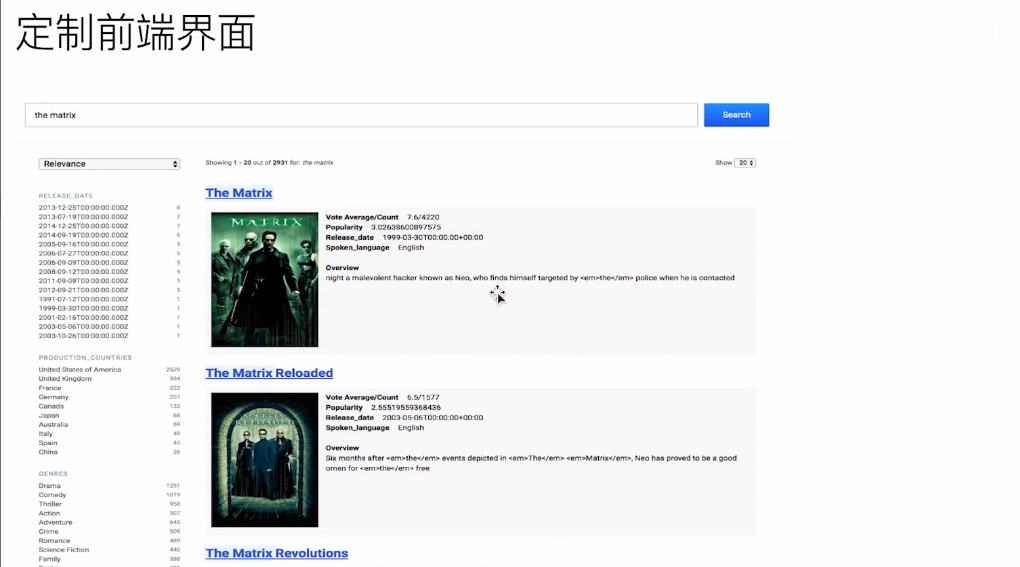 定制前端界面
the matrix
Search
Relevance
Showing 1 - 20 out of 2931 for: the matrix
Show 20
RELEASE_DATE
2013-12-25T00:00:00.000Z 8
2013-07-19T00:00:00.000Z 7
2014-12-25T00:00:00.000Z 7
2014-09-19T00:00:00.000Z 6
2005-09-16T00:00:00.000Z 5
2006-07-27T00:00:00.000Z 5
2006-09-09T00:00:00.000Z 5
2008-09-12T00:00:00.000Z 5
2011-09-09T00:00:00.000Z 5
2012-09-21T00:00:00.000Z 5
1991-07-12T00:00:00.000Z 1
1999-03-30T00:00:00.000Z 1
2001-02-16T00:00:00.000Z 1
2003-05-06T00:00:00.000Z 1
2003-10-26T00:00:00.000Z 1
PRODUCTION_COUNTRIES
United States of America 2529
United Kingdom 394
France 222
Germany 207
Canada 133
Japan 68
Australia 59
Italy 49
Spain 45
China 26
GENRES
Drama 1251
Comedy 1019
Thriller 958
Action 907
Adventure 645
Crime 509
Romance 489
Science Fiction 440
Family 388
The Matrix
MATRIX
Vote Average/Count 7.6/4220
Popularity 3.02638600897575
Release_date 1999-03-30T00:00:00+00:00
Spoken_language English
Overview
night a malevolent hacker known as Neo, who finds himself targeted by <em>the</em> police when he is contacted
The Matrix Reloaded
Vote Average/Count 6.5/1577
Popularity 2.55519559368436
Release_date 2003-05-06T00:00:00+00:00
Spoken_language English
Overview
Six months after <em>the</em> events depicted in <em>The</em> <em>Matrix</em>, Neo has proved to be a good
omen for <em>the</em> free
The Matrix Revolutions